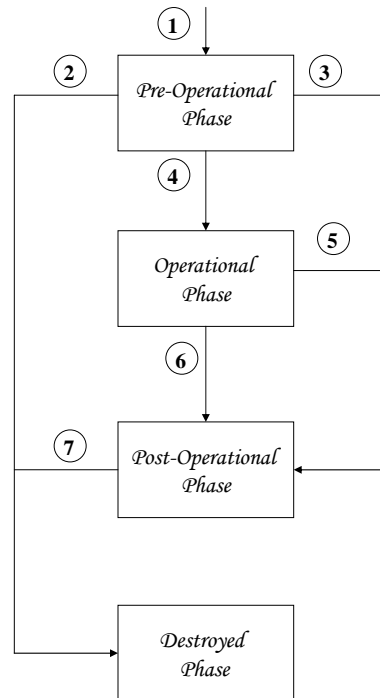 1
2
3
Pre-Operational
Phase
4
5
Operational
Phase
6
7
Post-Operational
Phase
Destroyed
Phase